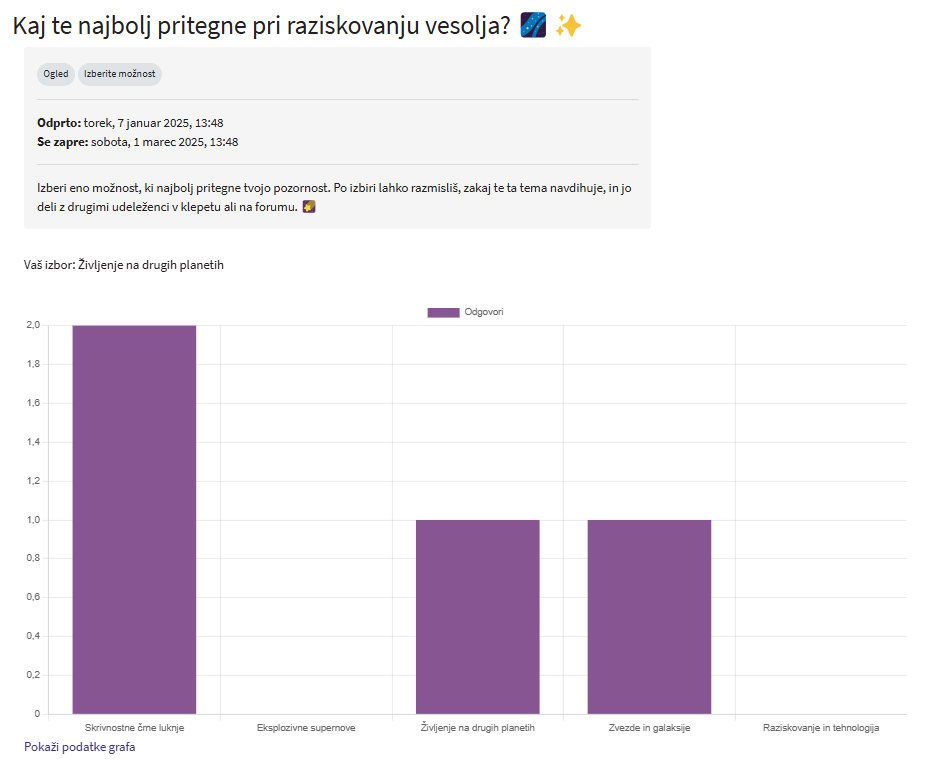 Kaj te najbolj pritegne pri raziskovanju vesolja? 🌌 ✨
Ogled Izberite možnost
Odprto: torek, 7 januar 2025, 13:48
Se zapre: sobota, 1 marec 2025, 13:48
Izberi eno možnost, ki najbolj pritegne tvojo pozornost. Po izbiri lahko razmisliš, zakaj te ta tema navdihuje, in jo
deli z drugimi udeleženci v klepetu ali na forumu. 🌠
Vaš izbor: Življenje na drugih planetih
Odgovori
2,0
1,8
1,6
1,4
1,2
1,0
0,8
0,6
0,4
0,2
0
Skrivnostne črne luknje Eksplozivne supernove Življenje na drugih planetih Zvezde in galaksije Raziskovanje in tehnologija
Pokaži podatke grafa